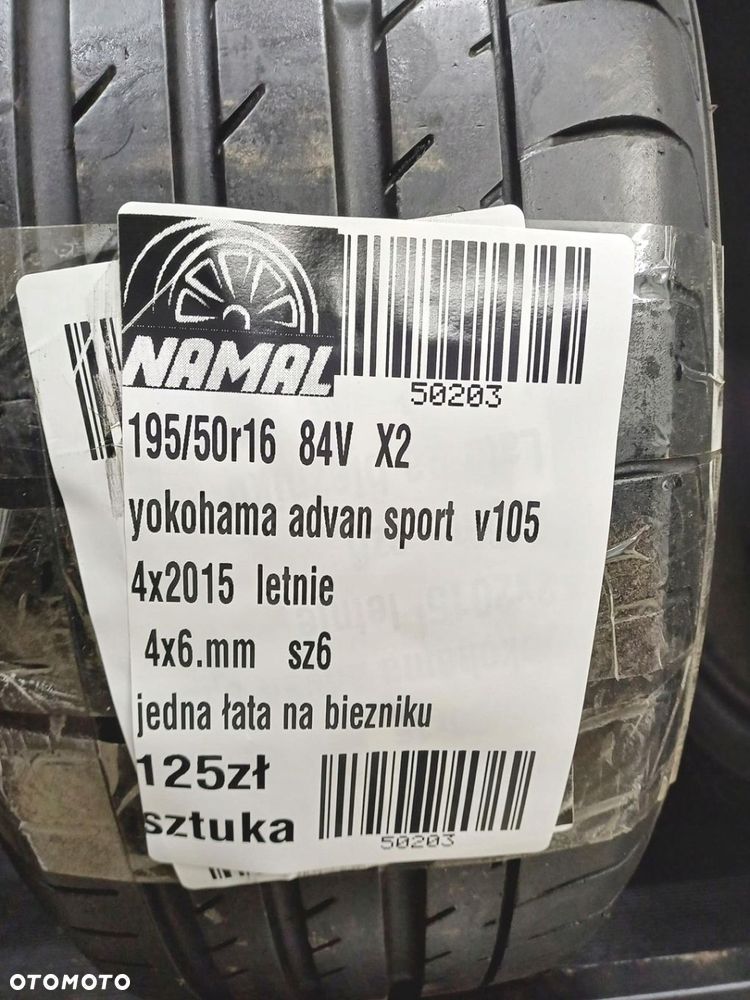 NAMAL
50203
195/50r16 84V X2
yokohama advan sport v105
4x2015 letnie
4x6.mm sz6
jedna łata na biezniku
125zł
sztuka
50203
OTOMOTO